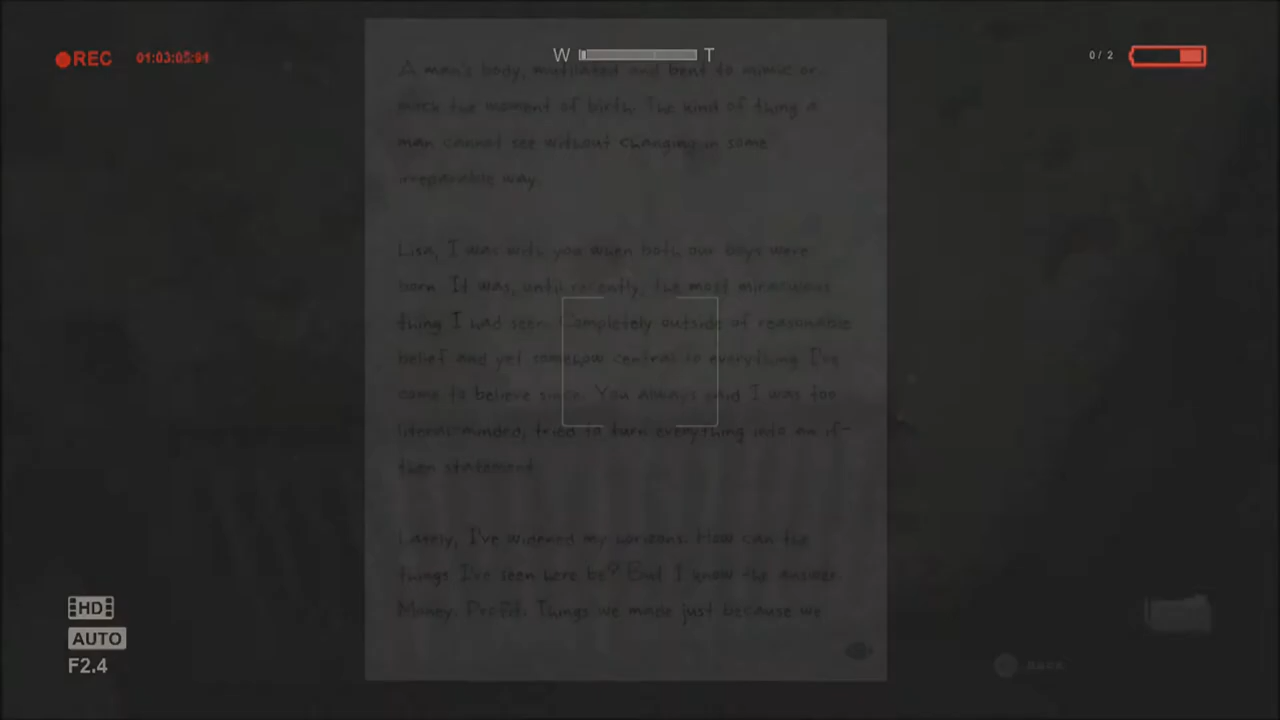 REC 01:03:05:91
W T
0/2
A man's body, mutilated and bent to mimic or
mock the moment of birth. The kind of thing a
man cannot see without changing in some
irreparable way.
Lisa, I was with you when both our boys were
born. It was, until recently, the most miraculous
thing I had seen. Completely outside of reasonable
belief and yet somehow central to everything I've
come to believe since. You always said I was too
literal-minded, tried to turn everything into an if-
then statement.
Lately, I've widened my horizons. How can the
things I've seen here be? But I know the answer.
Money. Profit. Things we made just because we
HD
AUTO
F2.4